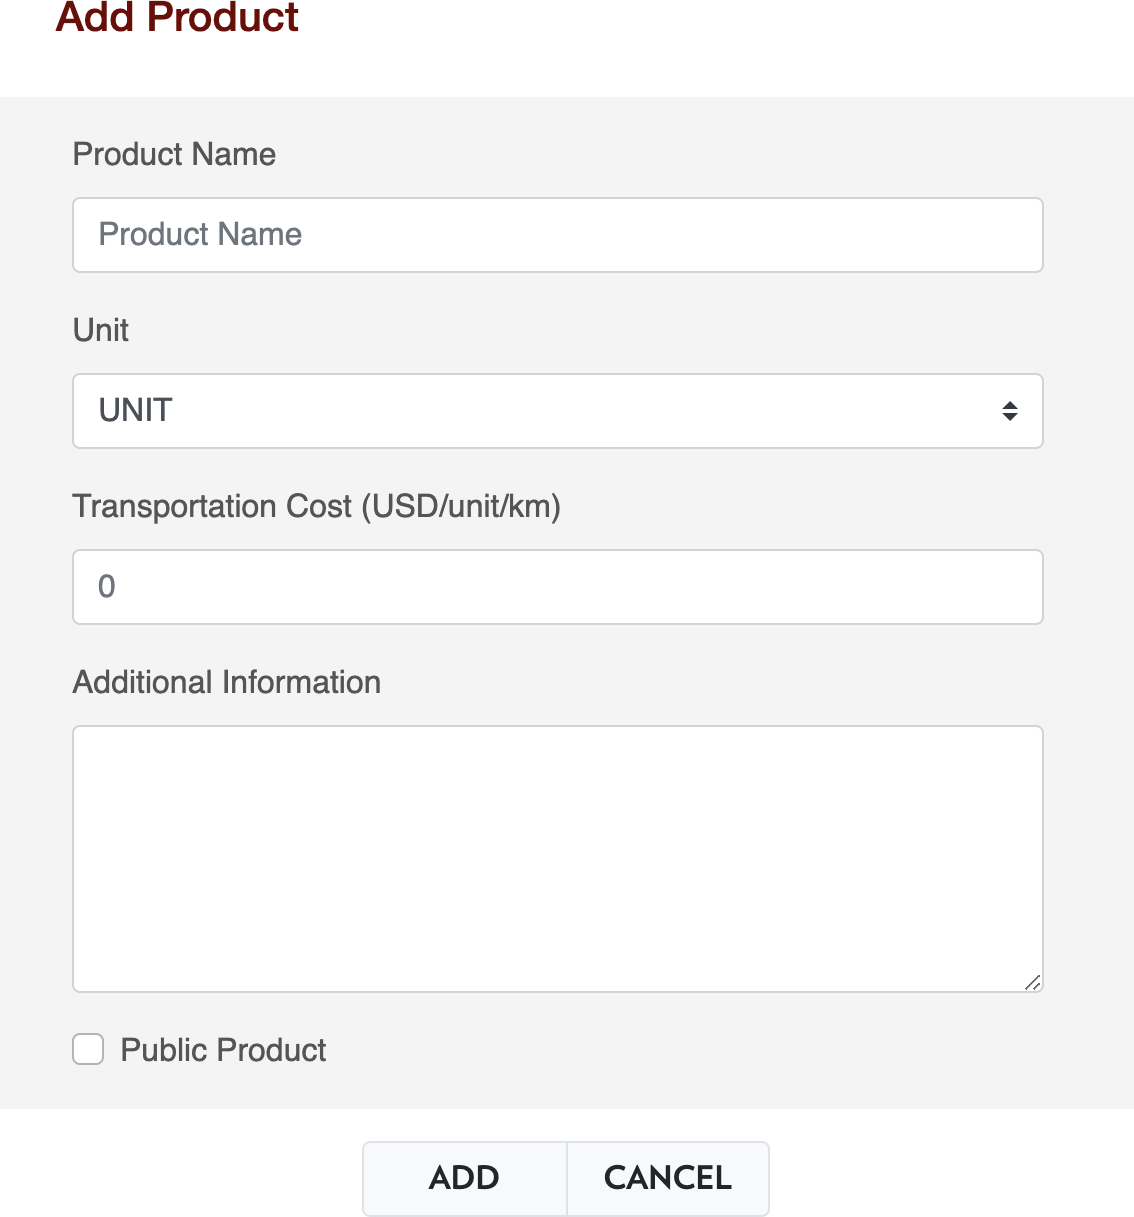 Add Product
Product Name
Product Name
Unit
UNIT
Transportation Cost (USD/unit/km)
0
Additional Information
Public Product
ADD CANCEL